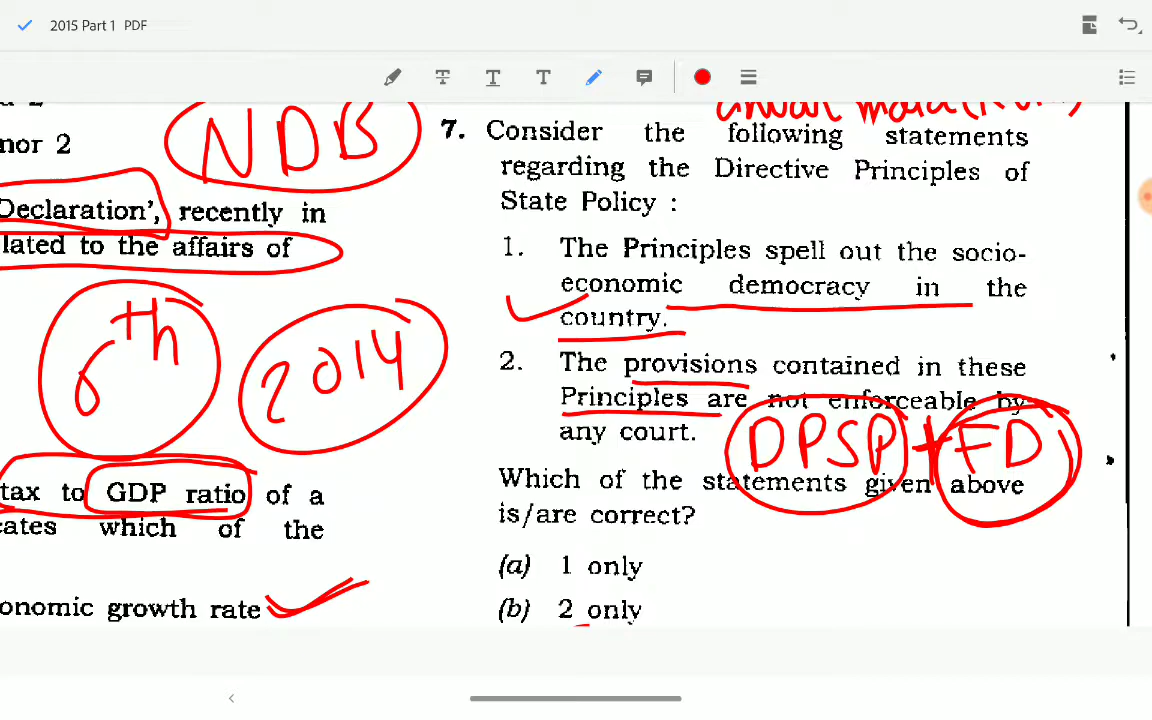 2015 Part 1 PDF
T T T
nor 2
NDB
Declaration', recently in
lated to the affairs of
6th 2014
tax to GDP ratio of a
cates which of the
onomic growth rate
7. Consider the following statements
regarding the Directive Principles of
State Policy :
1. The Principles spell out the socio-
economic democracy in the
country.
2. The provisions contained in these
Principles are not enforceable by
any court.
DPSP + FD
Which of the statements given above
is/are correct?
(a) 1 only
(b) 2 only